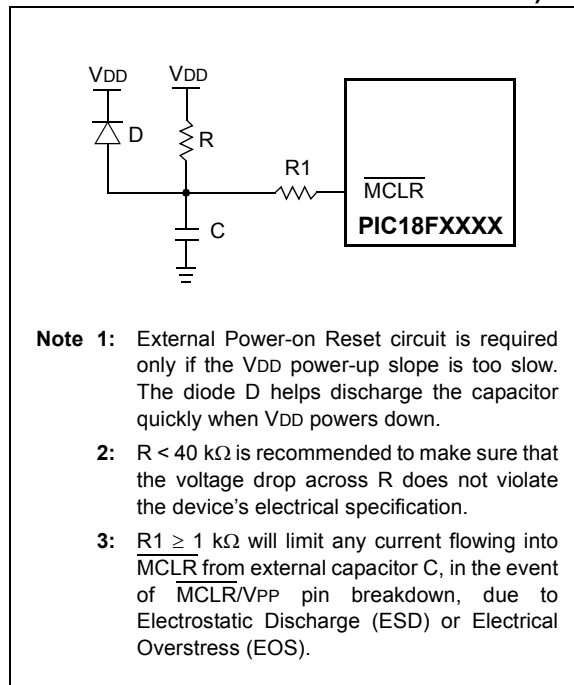 VDD VDD
D
R
R1
MCLR
PIC18FXXXX
C
Note 1: External Power-on Reset circuit is required
only if the VDD power-up slope is too slow.
The diode D helps discharge the capacitor
quickly when VDD powers down.
2: R < 40 kΩ is recommended to make sure that
the voltage drop across R does not violate
the device's electrical specification.
3: R1 ≥ 1 kΩ will limit any current flowing into
MCLR from external capacitor C, in the event
of MCLR/VPP pin breakdown, due to
Electrostatic Discharge (ESD) or Electrical
Overstress (EOS).